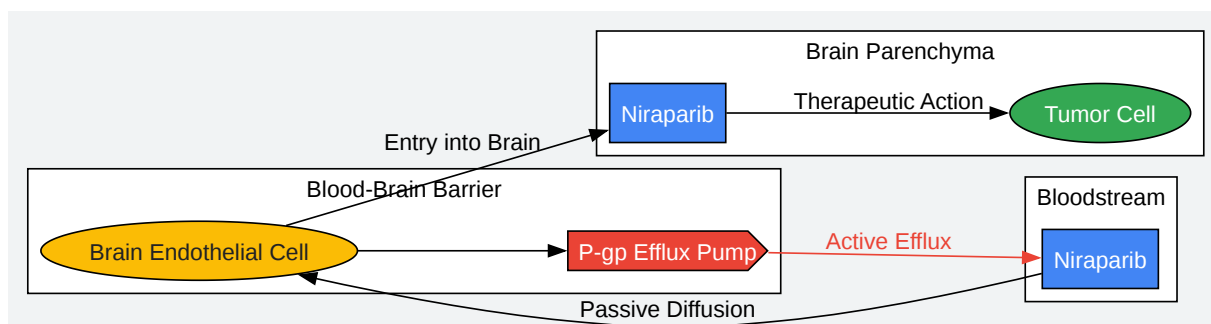 Brain Parenchyma
Niraparib
Therapeutic Action
Tumor Cell
Entry into Brain
Blood-Brain Barrier
Bloodstream
Brain Endothelial Cell
P-gp Efflux Pump
Active Efflux
Niraparib
Passive Diffusion